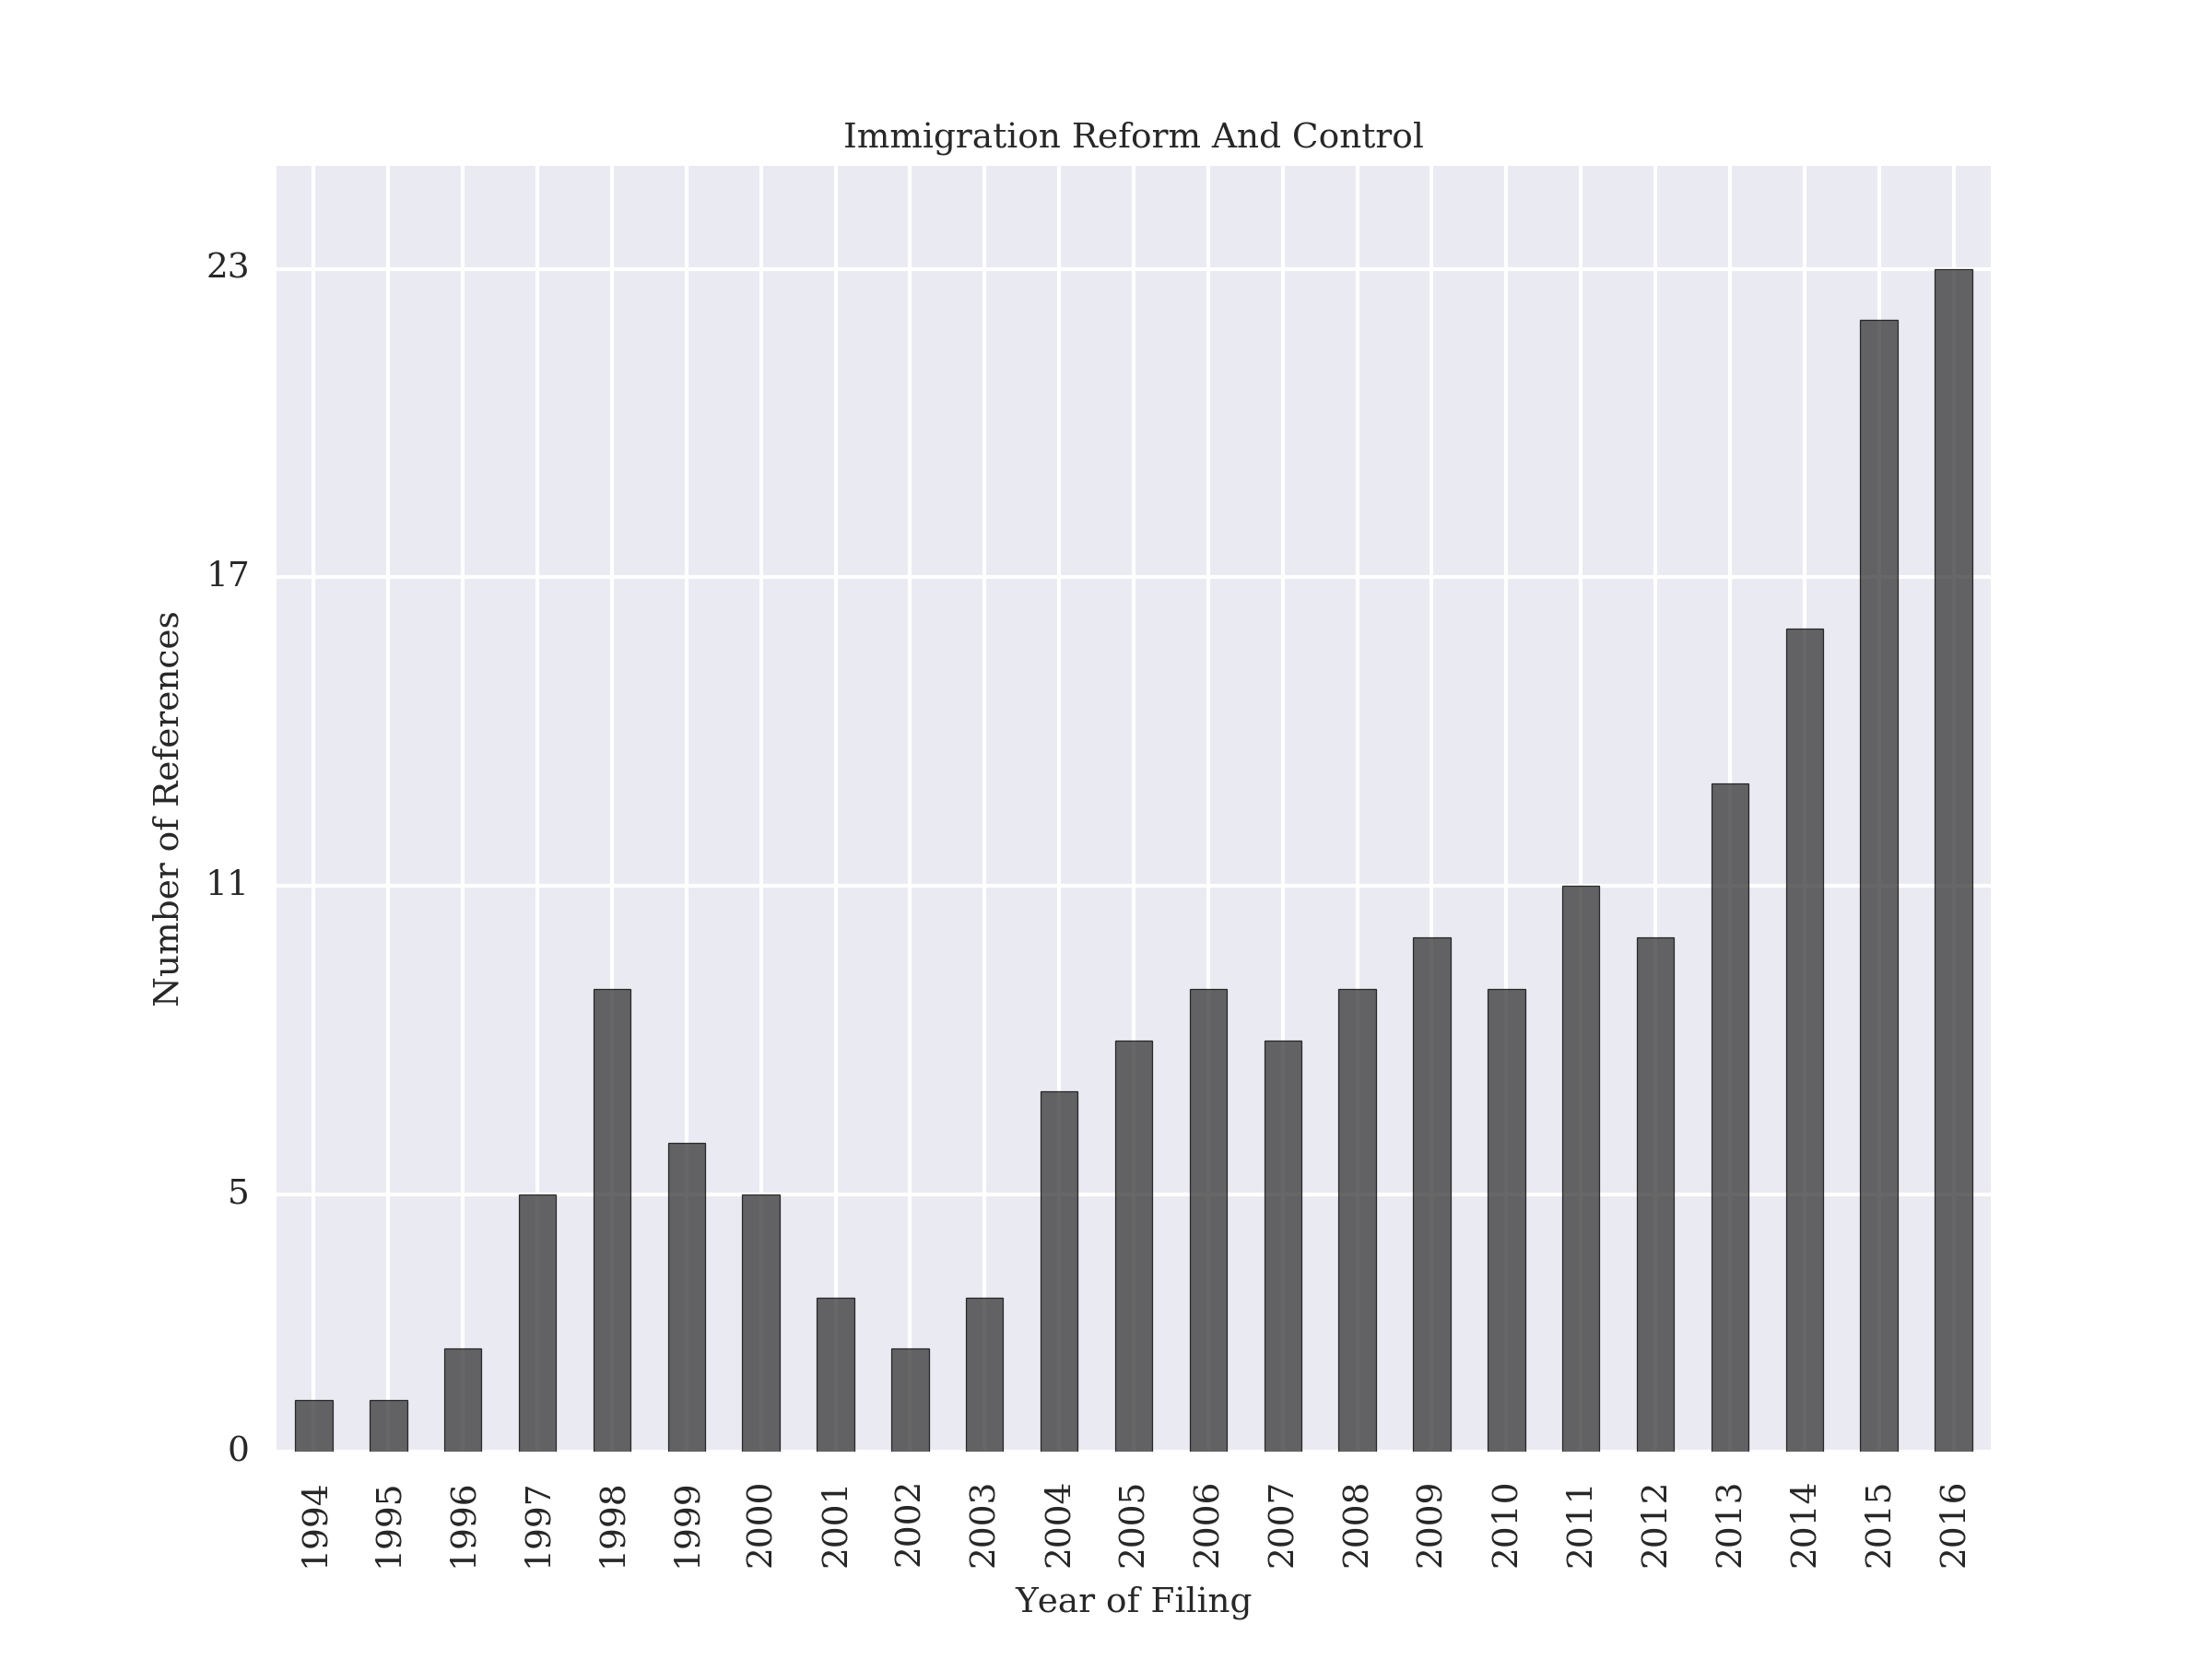 Immigration Reform And Control
Number of References
23
17
11
5
0
1994 1995 1996 1997 1998 1999 2000 2001 2002 2003 2004 2005 2006 2007 2008 2009 2010 2011 2012 2013 2014 2015 2016
Year of Filing